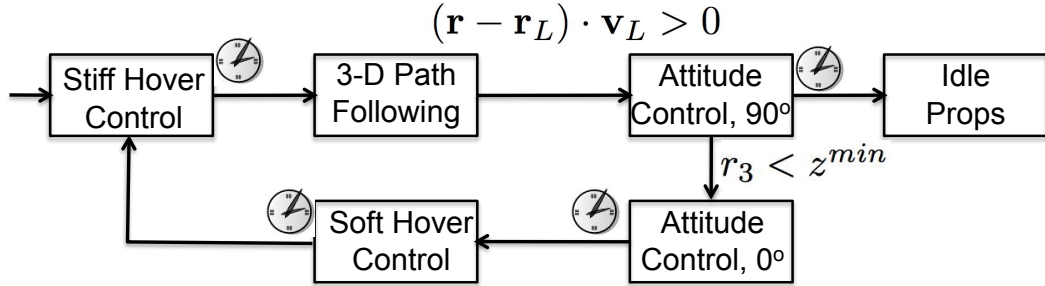 (r − r_L) · v_L > 0
Stiff Hover
Control
3-D Path
Following
Attitude
Control, 90º
Idle
Props
r₃ < z^{min}
Soft Hover
Control
Attitude
Control, 0º